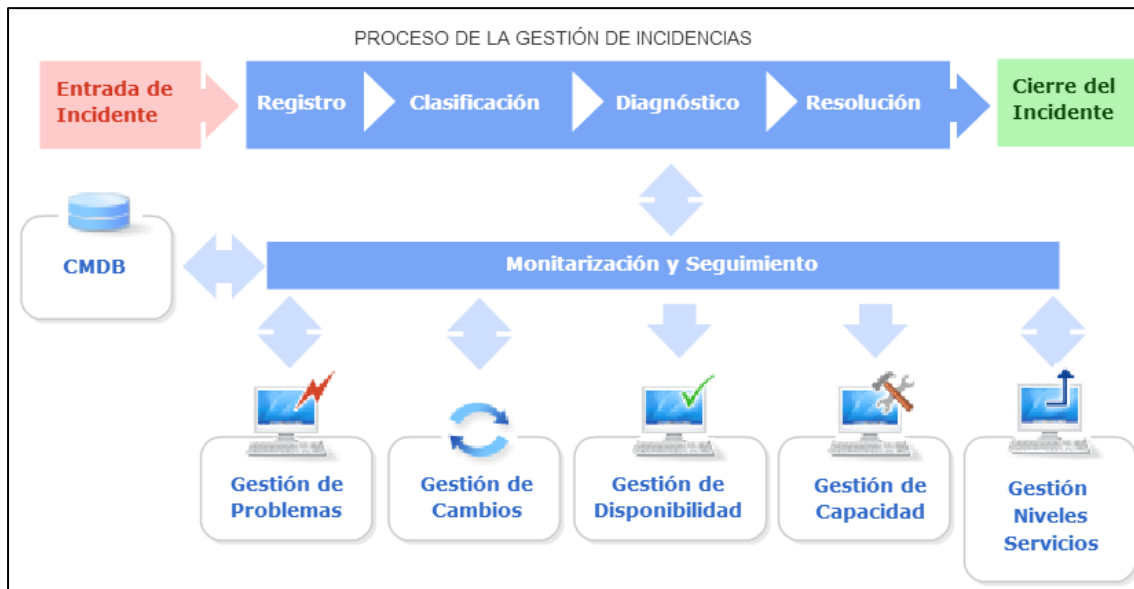 PROCESO DE LA GESTIÓN DE INCIDENCIAS
Entrada de
Incidente
Registro
Clasificación
Diagnóstico
Resolución
Cierre del
Incidente
CMDB
Monitarización y Seguimiento
Gestión de
Problemas
Gestión de
Cambios
Gestión de
Disponibilidad
Gestión de
Capacidad
Gestión
Niveles
Servicios